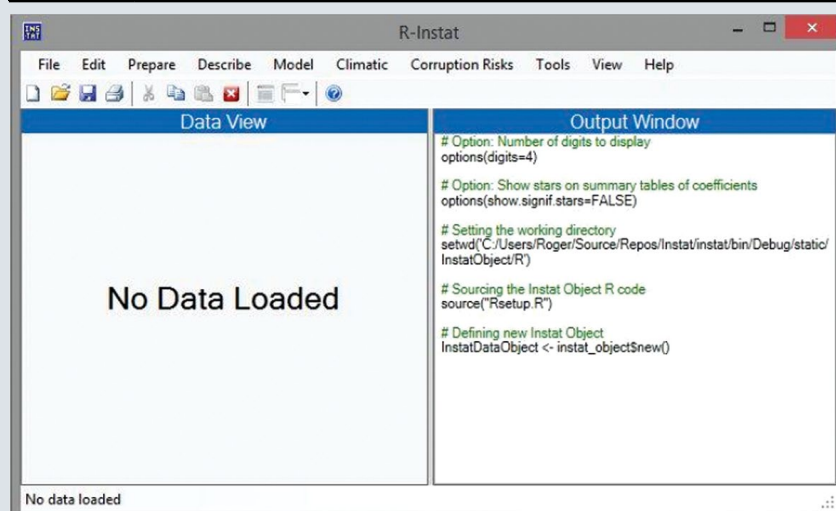 INS
TAT
R-Instat
File Edit Prepare Describe Model Climatic Corruption Risks Tools View Help
Data View
No Data Loaded
Output Window
# Option: Number of digits to display
options(digits=4)
# Option: Show stars on summary tables of coefficients
options(show.signif.stars=FALSE)
# Setting the working directory
setwd('C:/Users/Roger/Source/Repos/Instat/instat/bin/Debug/static/
InstatObject/R')
# Sourcing the Instat Object R code
source("Rsetup.R")
# Defining new Instat Object
InstatDataObject <- instat_object$new()
No data loaded